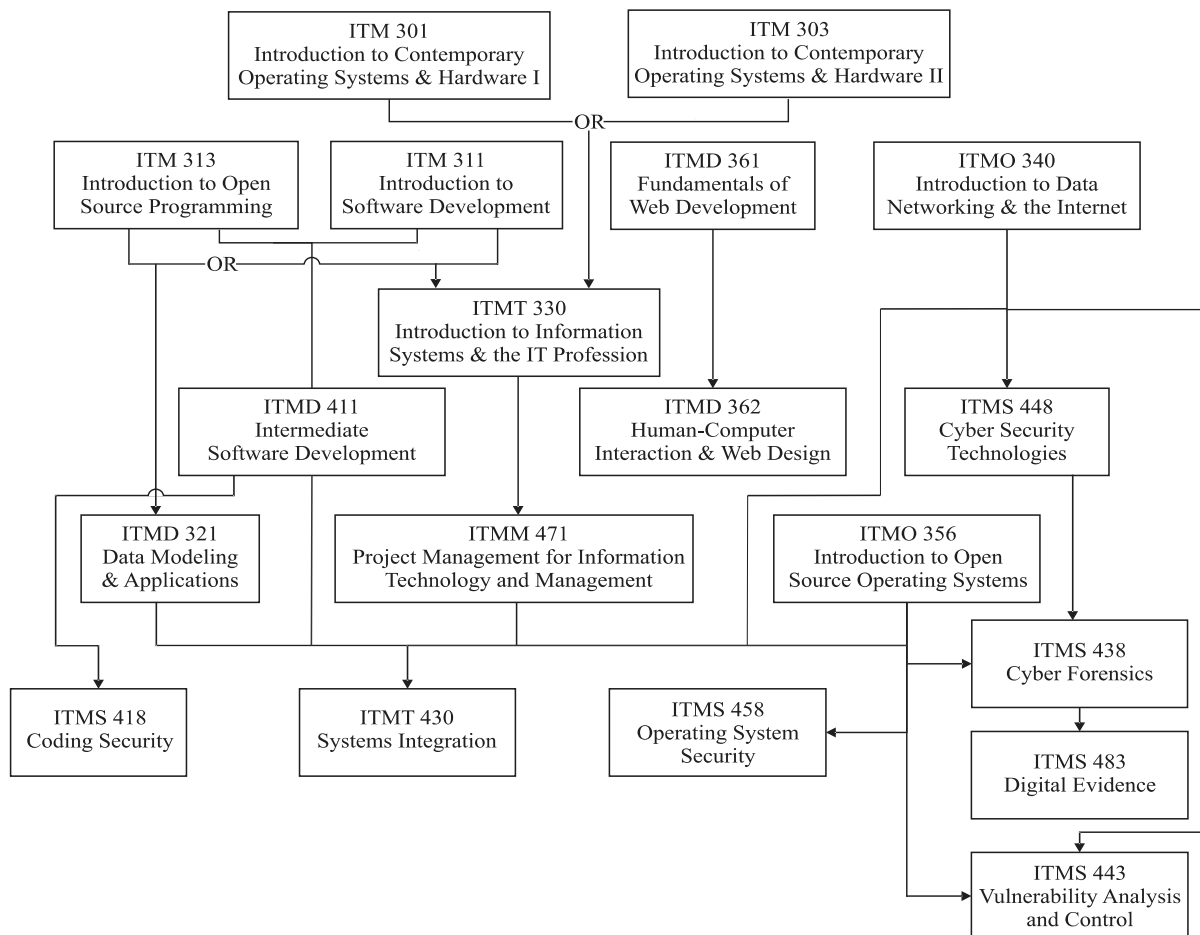 ITM 301
Introduction to Contemporary
Operating Systems & Hardware I
ITM 303
Introduction to Contemporary
Operating Systems & Hardware II
OR
ITM 313
Introduction to Open
Source Programming
ITM 311
Introduction to
Software Development
ITMD 361
Fundamentals of
Web Development
ITMO 340
Introduction to Data
Networking & the Internet
OR
ITMT 330
Introduction to Information
Systems & the IT Profession
ITMD 411
Intermediate
Software Development
ITMD 362
Human-Computer
Interaction & Web Design
ITMS 448
Cyber Security
Technologies
ITMD 321
Data Modeling
& Applications
ITMM 471
Project Management for Information
Technology and Management
ITMO 356
Introduction to Open
Source Operating Systems
ITMS 438
Cyber Forensics
ITMS 418
Coding Security
ITMT 430
Systems Integration
ITMS 458
Operating System
Security
ITMS 483
Digital Evidence
ITMS 443
Vulnerability Analysis
and Control